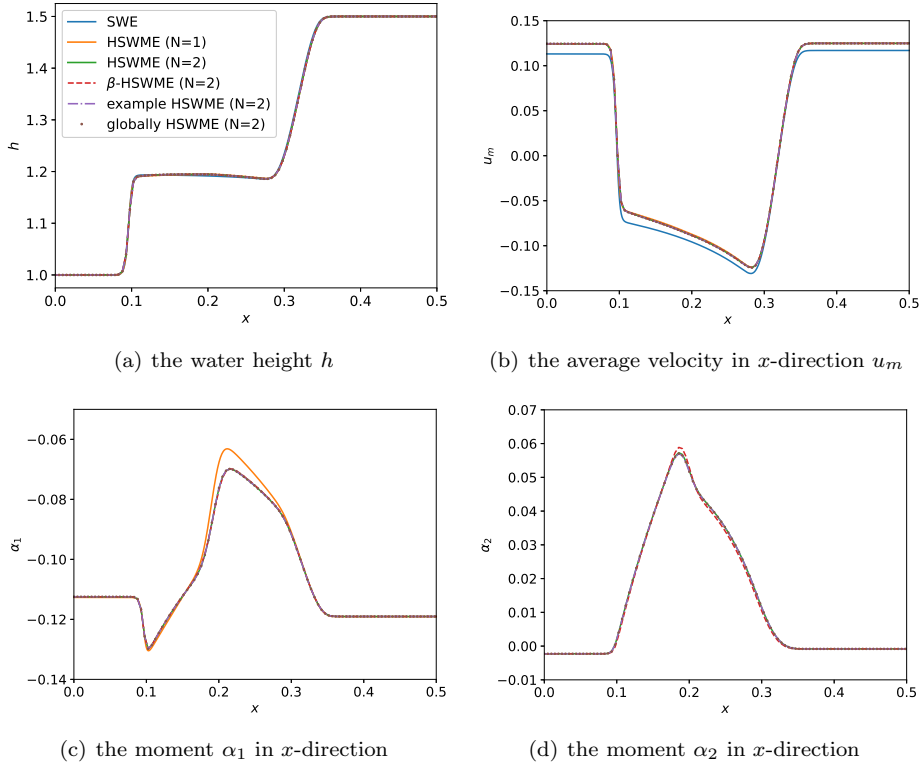 1.5
1.4
1.3
1.2
1.1
1.0
h
SWE
HSWME (N=1)
HSWME (N=2)
β-HSWME (N=2)
example HSWME (N=2)
globally HSWME (N=2)
0.0 0.1 0.2 0.3 0.4 0.5
x
(a) the water height h
0.15
0.10
0.05
0.00
−0.05
−0.10
−0.15
u_m
0.0 0.1 0.2 0.3 0.4 0.5
x
(b) the average velocity in x-direction u_m
−0.06
−0.08
−0.10
−0.12
−0.14
α₁
0.0 0.1 0.2 0.3 0.4 0.5
x
(c) the moment α₁ in x-direction
0.07
0.06
0.05
0.04
0.03
0.02
0.01
0.00
−0.01
α₂
0.0 0.1 0.2 0.3 0.4 0.5
x
(d) the moment α₂ in x-direction